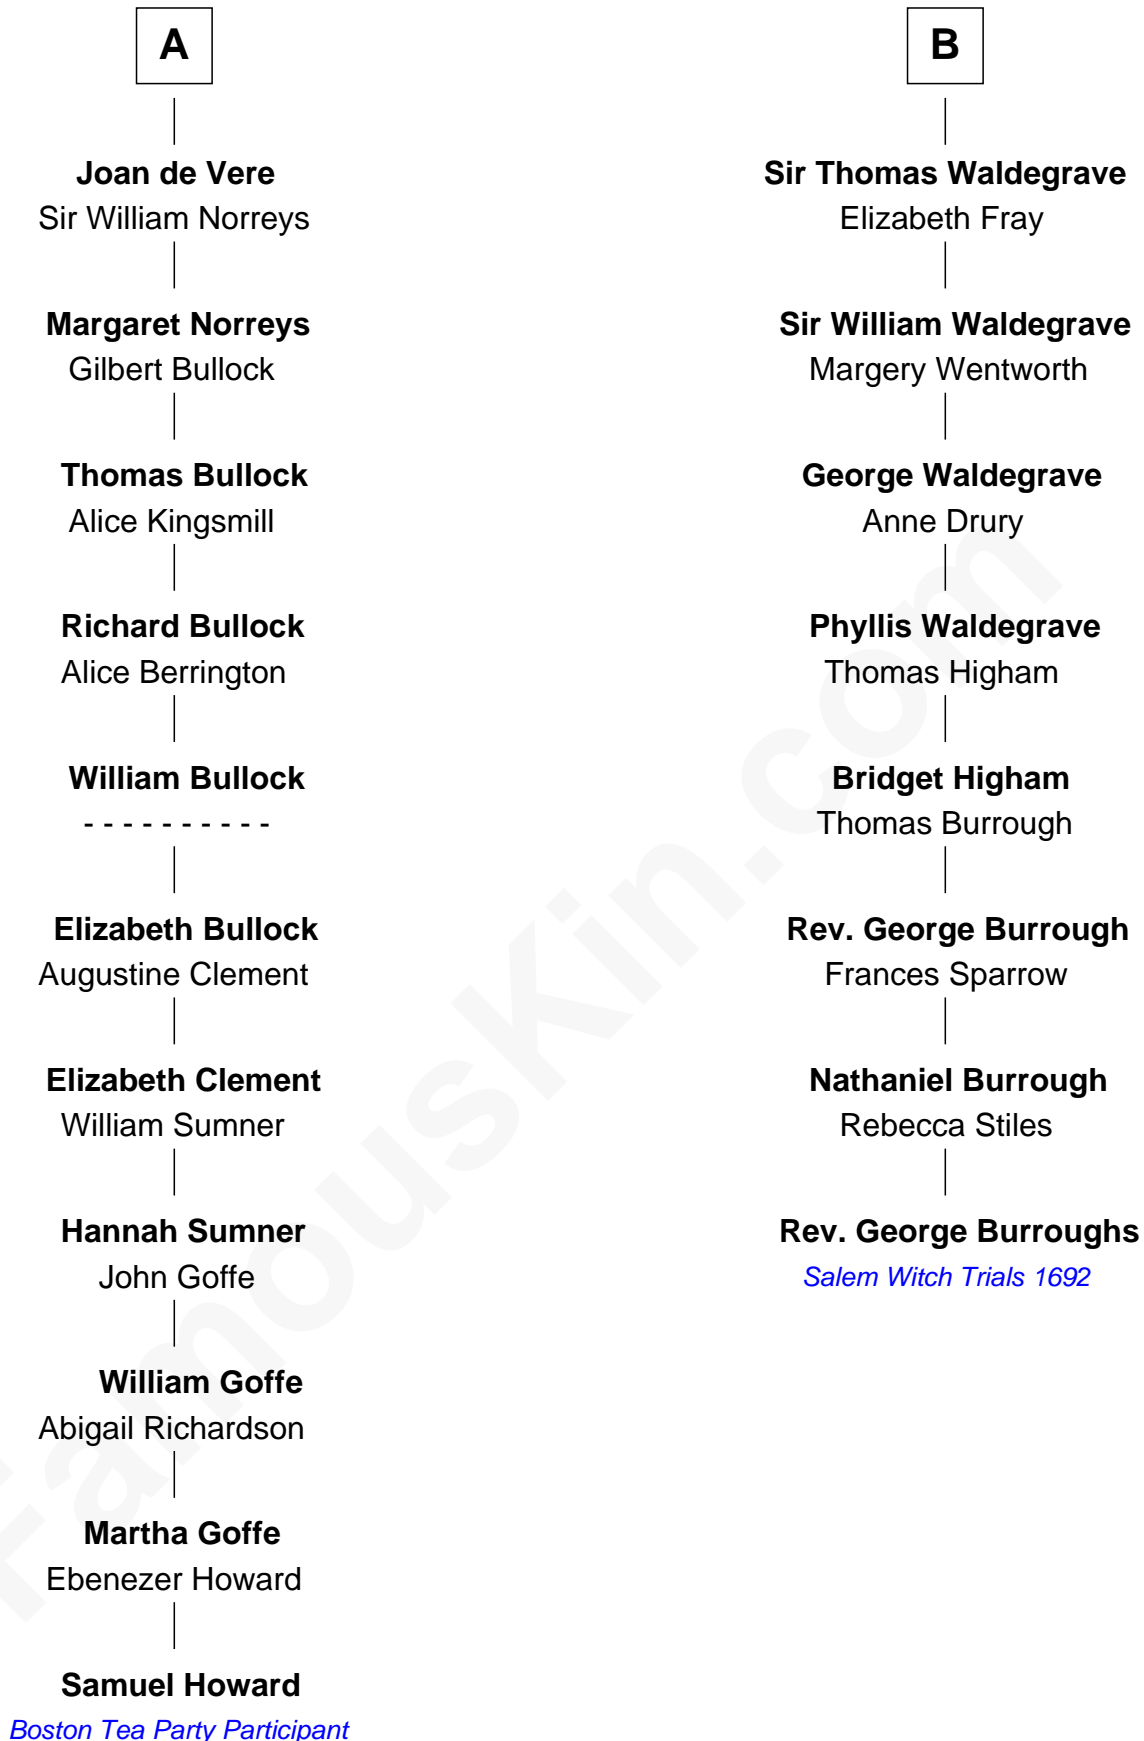 A
Joan de Vere
Sir William Norreys
Margaret Norreys
Gilbert Bullock
Thomas Bullock
Alice Kingsmill
Richard Bullock
Alice Berrington
William Bullock
- - - - - - - - - -
Elizabeth Bullock
Augustine Clement
Elizabeth Clement
William Sumner
Hannah Sumner
John Goffe
William Goffe
Abigail Richardson
Martha Goffe
Ebenezer Howard
Samuel Howard
Boston Tea Party Participant
B
Sir Thomas Waldegrave
Elizabeth Fray
Sir William Waldegrave
Margery Wentworth
George Waldegrave
Anne Drury
Phyllis Waldegrave
Thomas Higham
Bridget Higham
Thomas Burrough
Rev. George Burrough
Frances Sparrow
Nathaniel Burrough
Rebecca Stiles
Rev. George Burroughs
Salem Witch Trials 1692
FamousKin.com